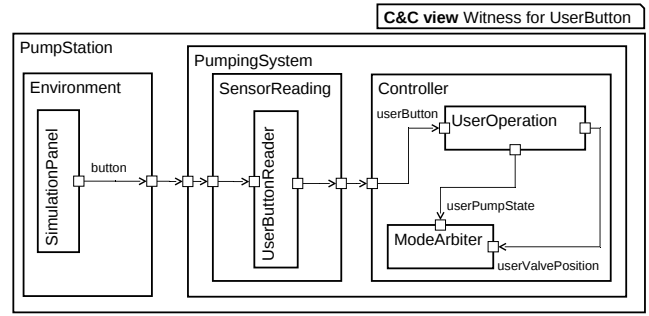 C&C view Witness for UserButton
PumpStation
PumpingSystem
Environment
SensorReading
Controller
SimulationPanel
button
UserButtonReader
userButton
UserOperation
userPumpState
ModeArbiter
userValvePosition